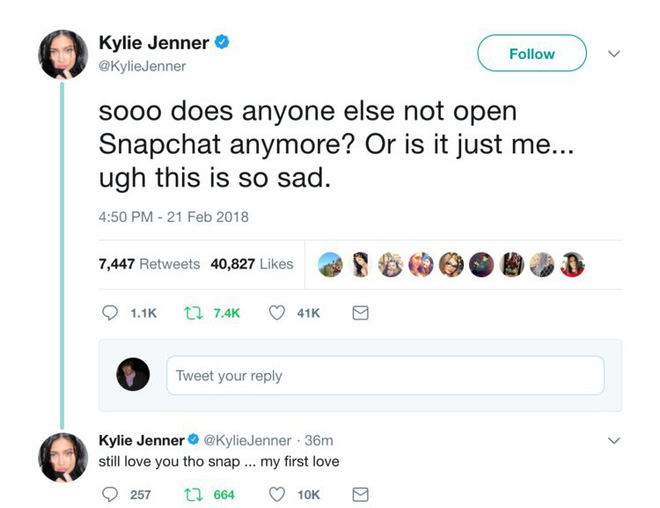 Kylie Jenner
@KylieJenner
Follow
sooo does anyone else not open
Snapchat anymore? Or is it just me...
ugh this is so sad.
4:50 PM - 21 Feb 2018
7,447 Retweets 40,827 Likes
1.1K 7.4K 41K
Tweet your reply
Kylie Jenner @KylieJenner · 36m
still love you tho snap ... my first love
257 664 10K